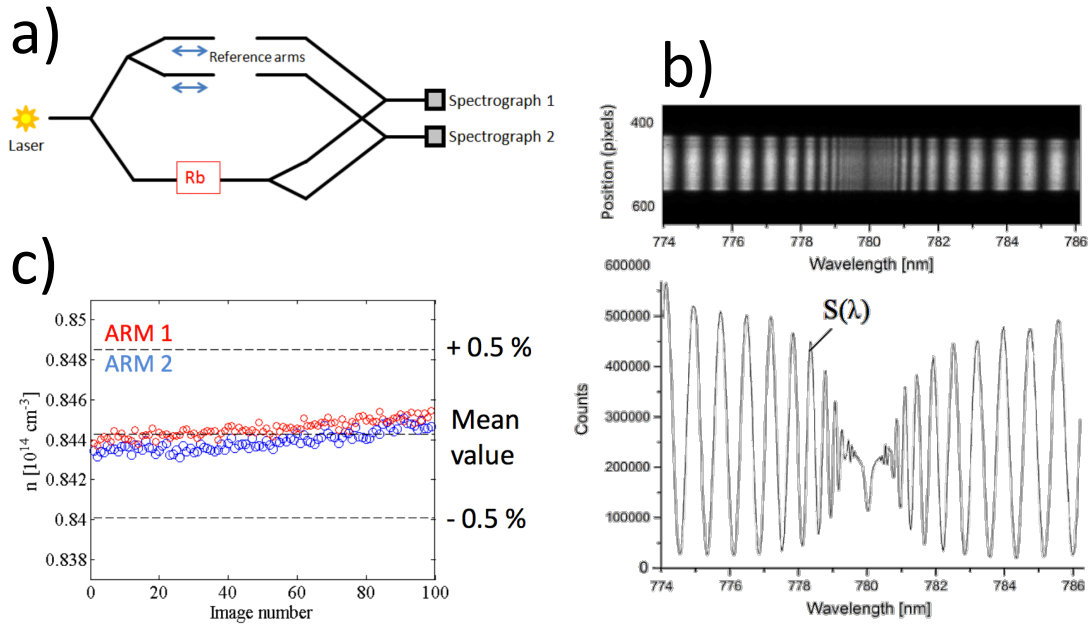 a)
Laser
Reference arms
Rb
Spectrograph 1
Spectrograph 2
b)
Position (pixels)
400
600
774 776 778 780 782 784 786
Wavelength [nm]
600000
500000
400000
300000
200000
100000
0
Counts
S(λ)
774 776 778 780 782 784 786
Wavelength [nm]
c)
n [10¹⁴ cm⁻³]
0.85
0.848
0.846
0.844
0.842
0.84
0.838
ARM 1
ARM 2
+ 0.5 %
Mean
value
- 0.5 %
0 20 40 60 80 100
Image number